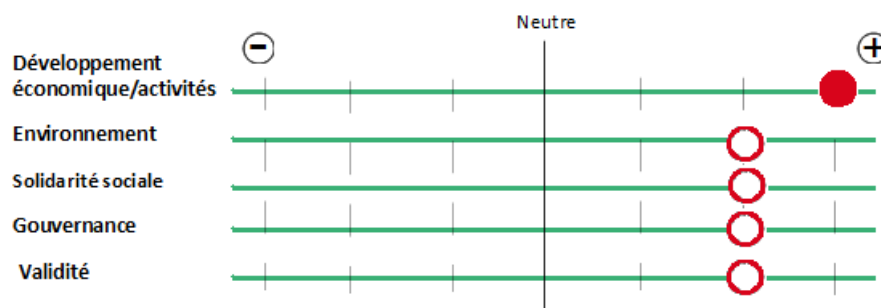 Neutre
− +
Développement
économique/activités
Environnement
Solidarité sociale
Gouvernance
Validité